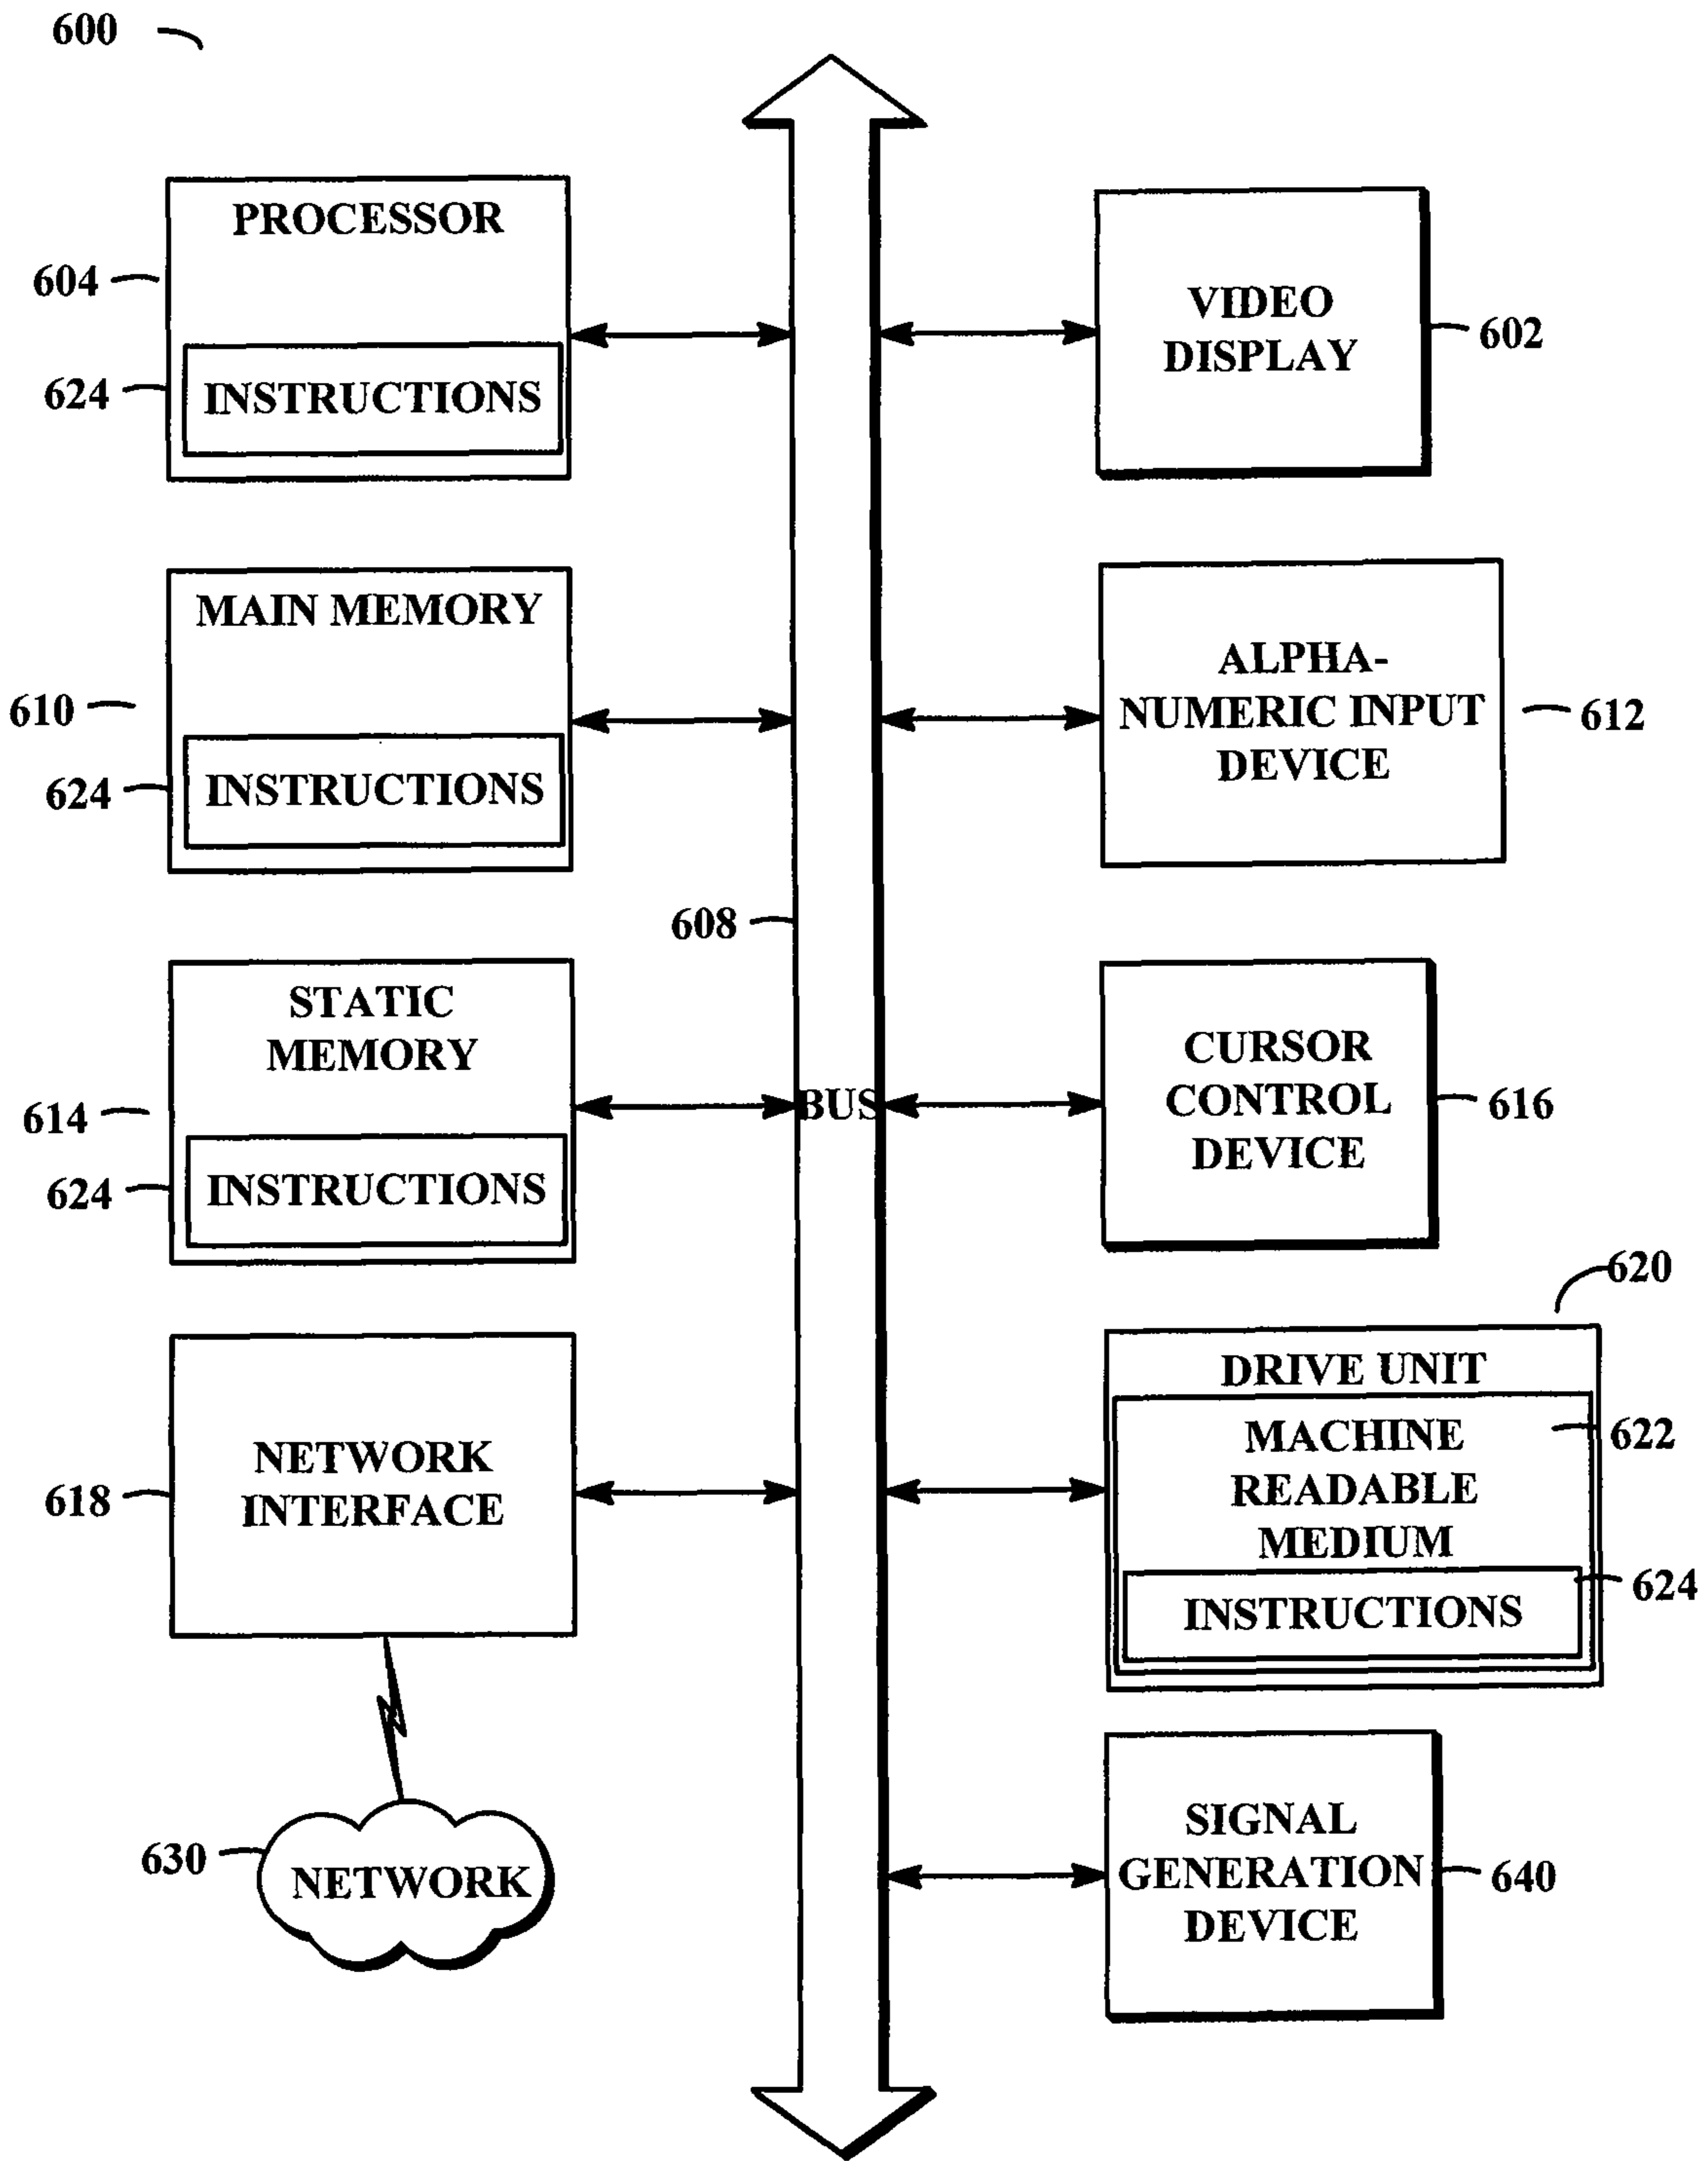 600
PROCESSOR
604
624
INSTRUCTIONS
VIDEO
DISPLAY
602
MAIN MEMORY
610
624
INSTRUCTIONS
ALPHA-
NUMERIC INPUT
DEVICE
612
608
STATIC
MEMORY
614
624
INSTRUCTIONS
BUS
CURSOR
CONTROL
DEVICE
616
620
NETWORK
INTERFACE
618
DRIVE UNIT
MACHINE
READABLE
MEDIUM
622
624
INSTRUCTIONS
630
NETWORK
SIGNAL
GENERATION
DEVICE
640